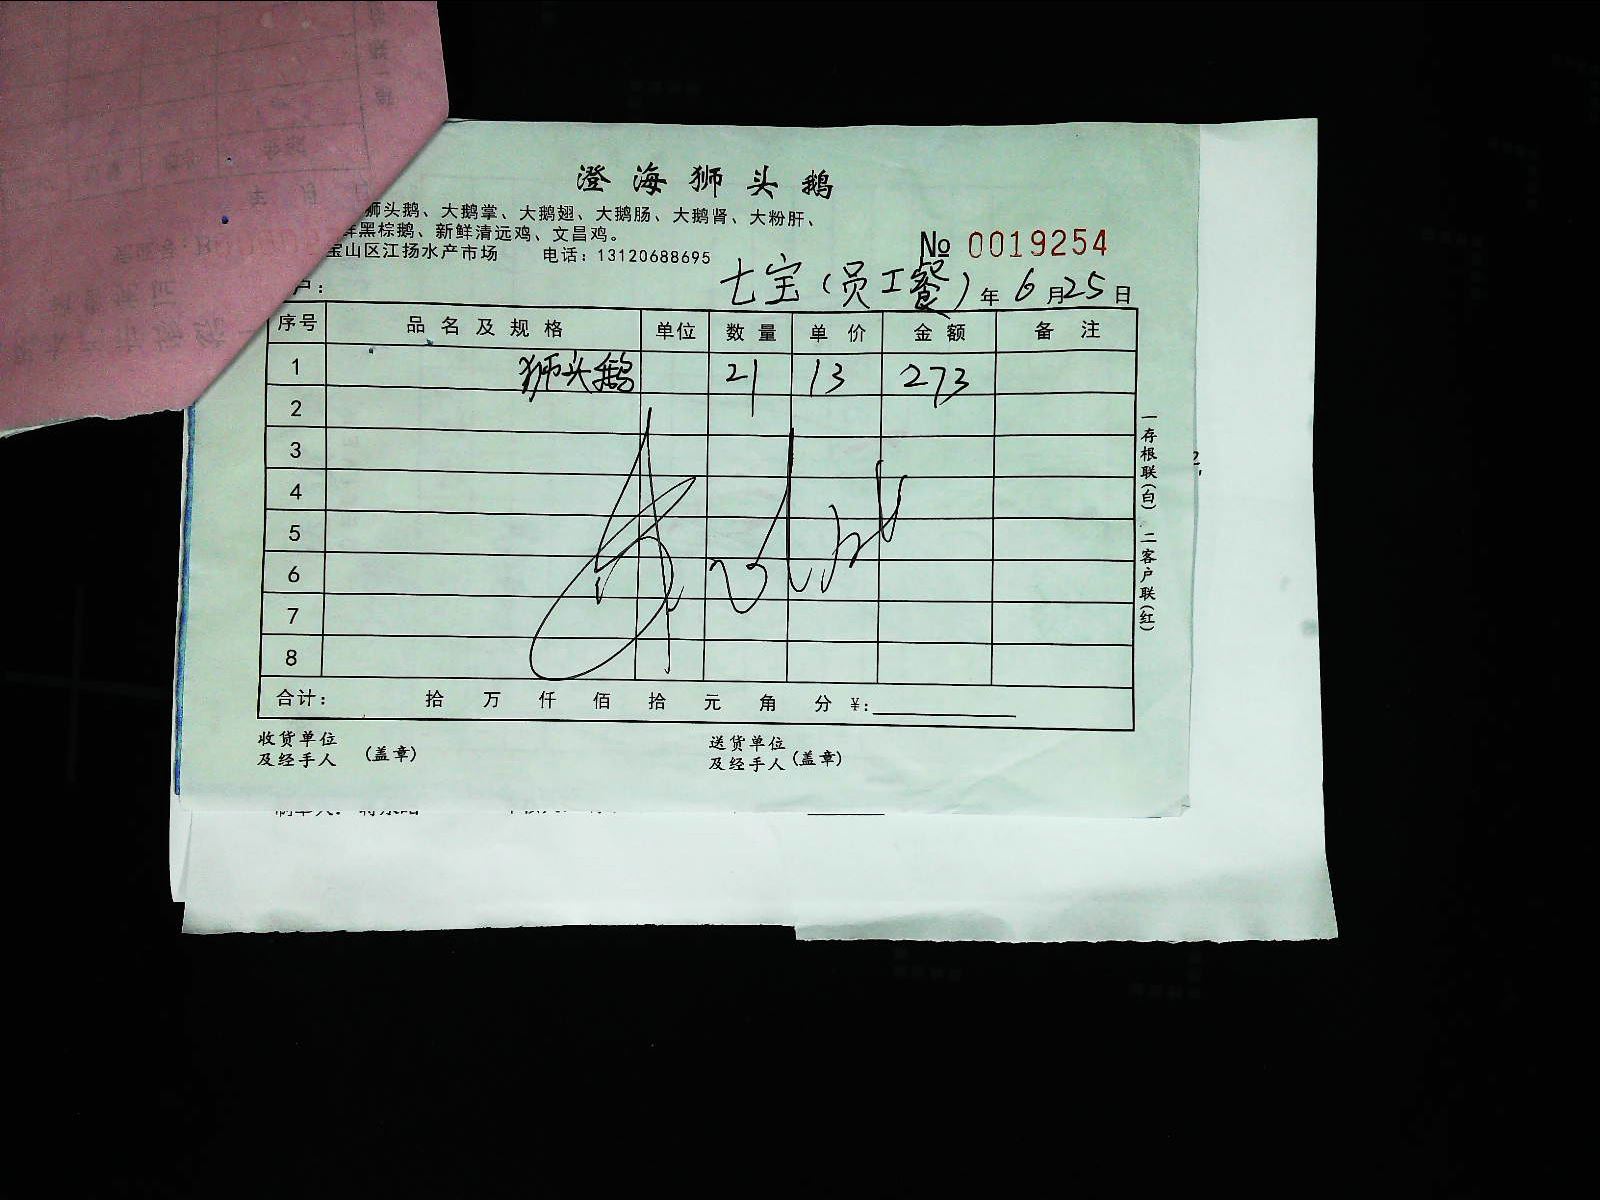 澄海狮头鹅
狮头鹅、大鹅掌、大鹅翅、大鹅肠、大鹅肾、大粉肝、
鲜黑棕鹅、新鲜清远鸡、文昌鸡。
宝山区江扬水产市场 电话：13120688695
№ 0019254
户： 七宝（员工餐）年 6 月 25 日
序号 品名及规格 单位 数量 单价 金额 备注
1 狮头鹅 21 13 273
2
3
4
5
6
7
8
合计： 拾 万 仟 佰 拾 元 角 分 ￥:
收货单位
及经手人 (盖章)
送货单位
及经手人 (盖章)
一存根联(白) 二客户联(红)